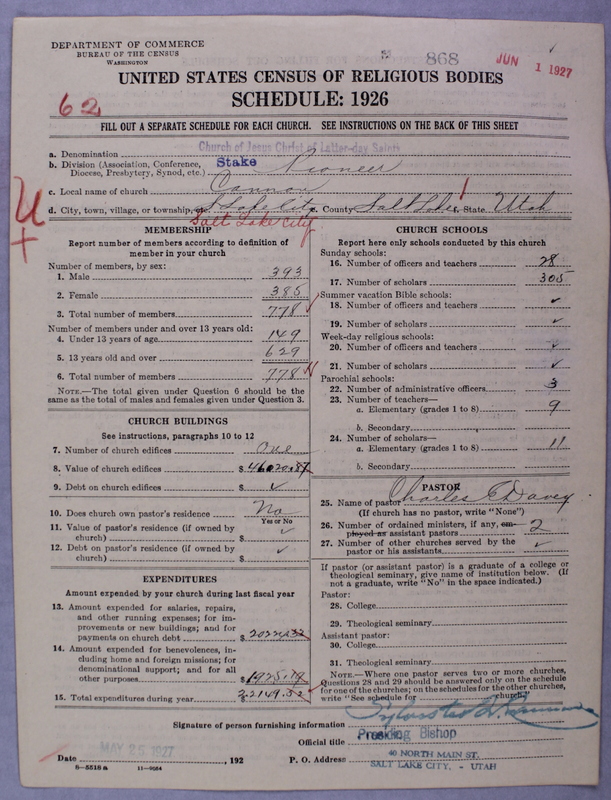 DEPARTMENT OF COMMERCE
BUREAU OF THE CENSUS
WASHINGTON
868
JUN 1 1927
UNITED STATES CENSUS OF RELIGIOUS BODIES
62
SCHEDULE: 1926
FILL OUT A SEPARATE SCHEDULE FOR EACH CHURCH. SEE INSTRUCTIONS ON THE BACK OF THIS SHEET
a. Denomination Church of Jesus Christ of Latter-day Saints
b. Division (Association, Conference, Diocese, Presbytery, Synod, etc.) Stake Pioneer
c. Local name of church Cannon
d. City, town, village, or township, S Lake City County Salt Lake State Utah
Salt Lake City
MEMBERSHIP
Report number of members according to definition of member in your church
Number of members, by sex:
1. Male 393
2. Female 385
3. Total number of members 778
Number of members under and over 13 years old:
4. Under 13 years of age 149
5. 13 years old and over 629
6. Total number of members 778
NOTE.—The total given under Question 6 should be the same as the total of males and females given under Question 3.
CHURCH BUILDINGS
See instructions, paragraphs 10 to 12
7. Number of church edifices One
8. Value of church edifices $
9. Debt on church edifices $ ✓
10. Does church own pastor's residence? No
Yes or No
11. Value of pastor's residence (if owned by church) $ ✓
12. Debt on pastor's residence (if owned by church) $ ✓
EXPENDITURES
Amount expended by your church during last fiscal year
13. Amount expended for salaries, repairs, and other running expenses; for improvements or new buildings; and for payments on church debt $
14. Amount expended for benevolences, including home and foreign missions; for denominational support; and for all other purposes $
15. Total expenditures during year $
CHURCH SCHOOLS
Report here only schools conducted by this church
Sunday schools:
16. Number of officers and teachers 28
17. Number of scholars 305
Summer vacation Bible schools:
18. Number of officers and teachers ✓
19. Number of scholars ✓
Week-day religious schools:
20. Number of officers and teachers ✓
21. Number of scholars ✓
Parochial schools:
22. Number of administrative officers 3
23. Number of teachers—
a. Elementary (grades 1 to 8) 9
b. Secondary
24. Number of scholars—
a. Elementary (grades 1 to 8) 11
b. Secondary
PASTOR
25. Name of pastor Charles E Davey
(If church has no pastor, write "None")
26. Number of ordained ministers, if any, employed as assistant pastors 2
27. Number of other churches served by the pastor or his assistants ✓
If pastor (or assistant pastor) is a graduate of a college or theological seminary, give name of institution below. (If not a graduate, write "No" in the space indicated.)
Pastor:
28. College
29. Theological seminary
Assistant pastor:
30. College
31. Theological seminary
NOTE.—Where one pastor serves two or more churches, Questions 28 and 29 should be answered only on the schedule for one of the churches; on the schedules for the other churches, write "See schedule for church"
Signature of person furnishing information Sylvester Q. Cannon
Official title Presiding Bishop
MAY 25 1927
Date , 192 P. O. Address 40 NORTH MAIN ST.
SALT LAKE CITY, - UTAH
8—5518 a 11—9064